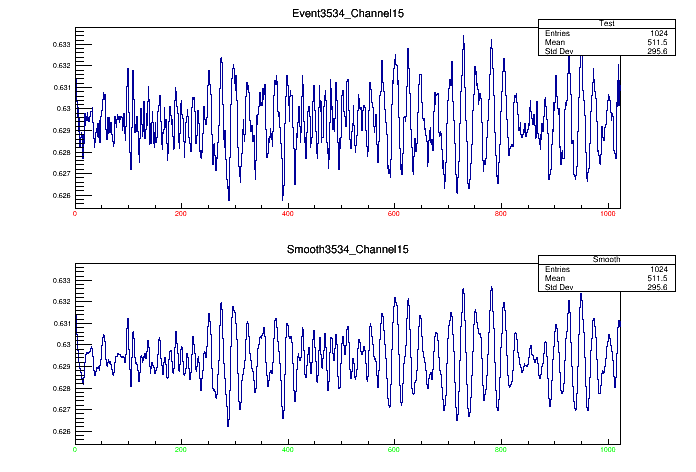 Event3534_Channel15
Test
Entries 1024
Mean 511.5
Std Dev 295.6
0.633
0.632
0.631
0.63
0.629
0.628
0.627
0.626
0 200 400 600 800 1000
Smooth3534_Channel15
Smooth
Entries 1024
Mean 511.5
Std Dev 295.6
0.633
0.632
0.631
0.63
0.629
0.628
0.627
0.626
0 200 400 600 800 1000